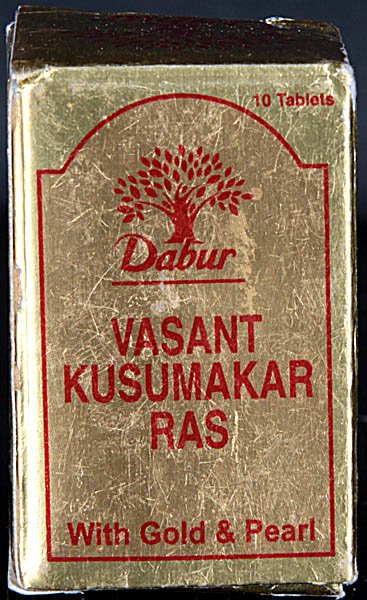 10 Tablets
Dabur
VASANT
KUSUMAKAR
RAS
With Gold & Pearl